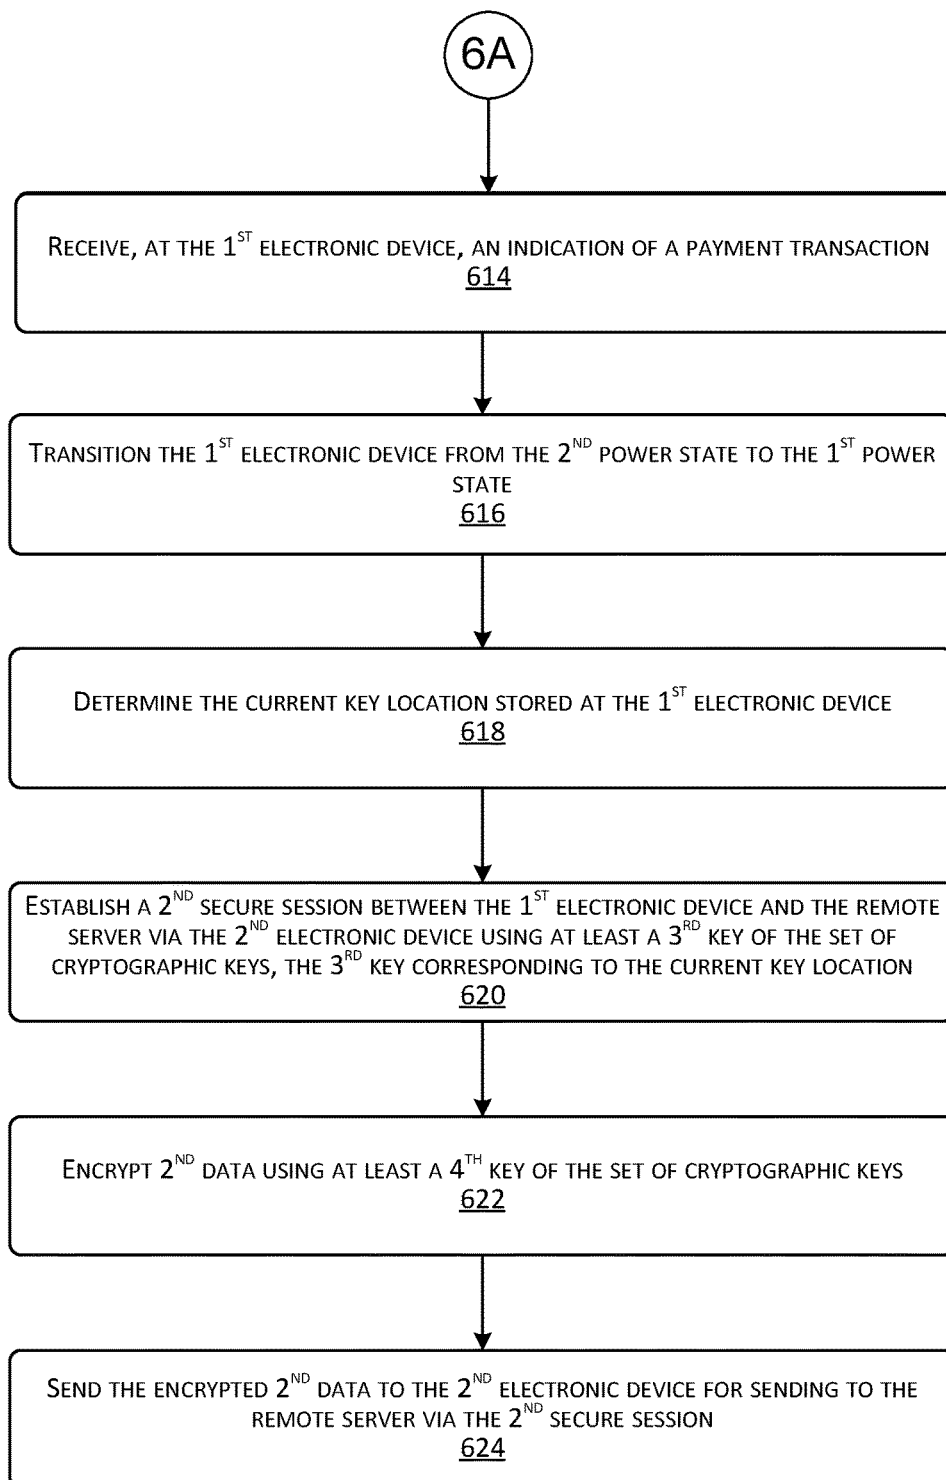 6A
RECEIVE, AT THE 1ST ELECTRONIC DEVICE, AN INDICATION OF A PAYMENT TRANSACTION
614
TRANSITION THE 1ST ELECTRONIC DEVICE FROM THE 2ND POWER STATE TO THE 1ST POWER
STATE
616
DETERMINE THE CURRENT KEY LOCATION STORED AT THE 1ST ELECTRONIC DEVICE
618
ESTABLISH A 2ND SECURE SESSION BETWEEN THE 1ST ELECTRONIC DEVICE AND THE REMOTE
SERVER VIA THE 2ND ELECTRONIC DEVICE USING AT LEAST A 3RD KEY OF THE SET OF
CRYPTOGRAPHIC KEYS, THE 3RD KEY CORRESPONDING TO THE CURRENT KEY LOCATION
620
ENCRYPT 2ND DATA USING AT LEAST A 4TH KEY OF THE SET OF CRYPTOGRAPHIC KEYS
622
SEND THE ENCRYPTED 2ND DATA TO THE 2ND ELECTRONIC DEVICE FOR SENDING TO THE
REMOTE SERVER VIA THE 2ND SECURE SESSION
624